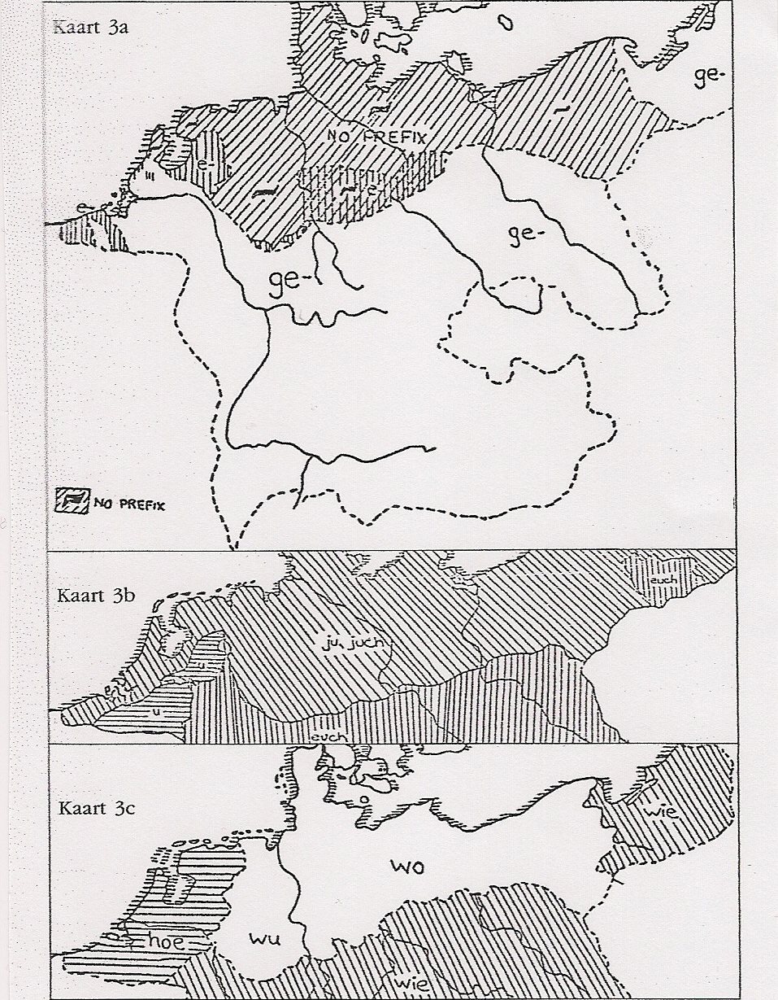 Kaart 3a
ge-
NO PREFIX
e-
e-
e-
ge-
ge-
NO PREFIX
Kaart 3b
euch
ju, juch
u
u
euch
Kaart 3c
wie
wo
hoe
wu
wie